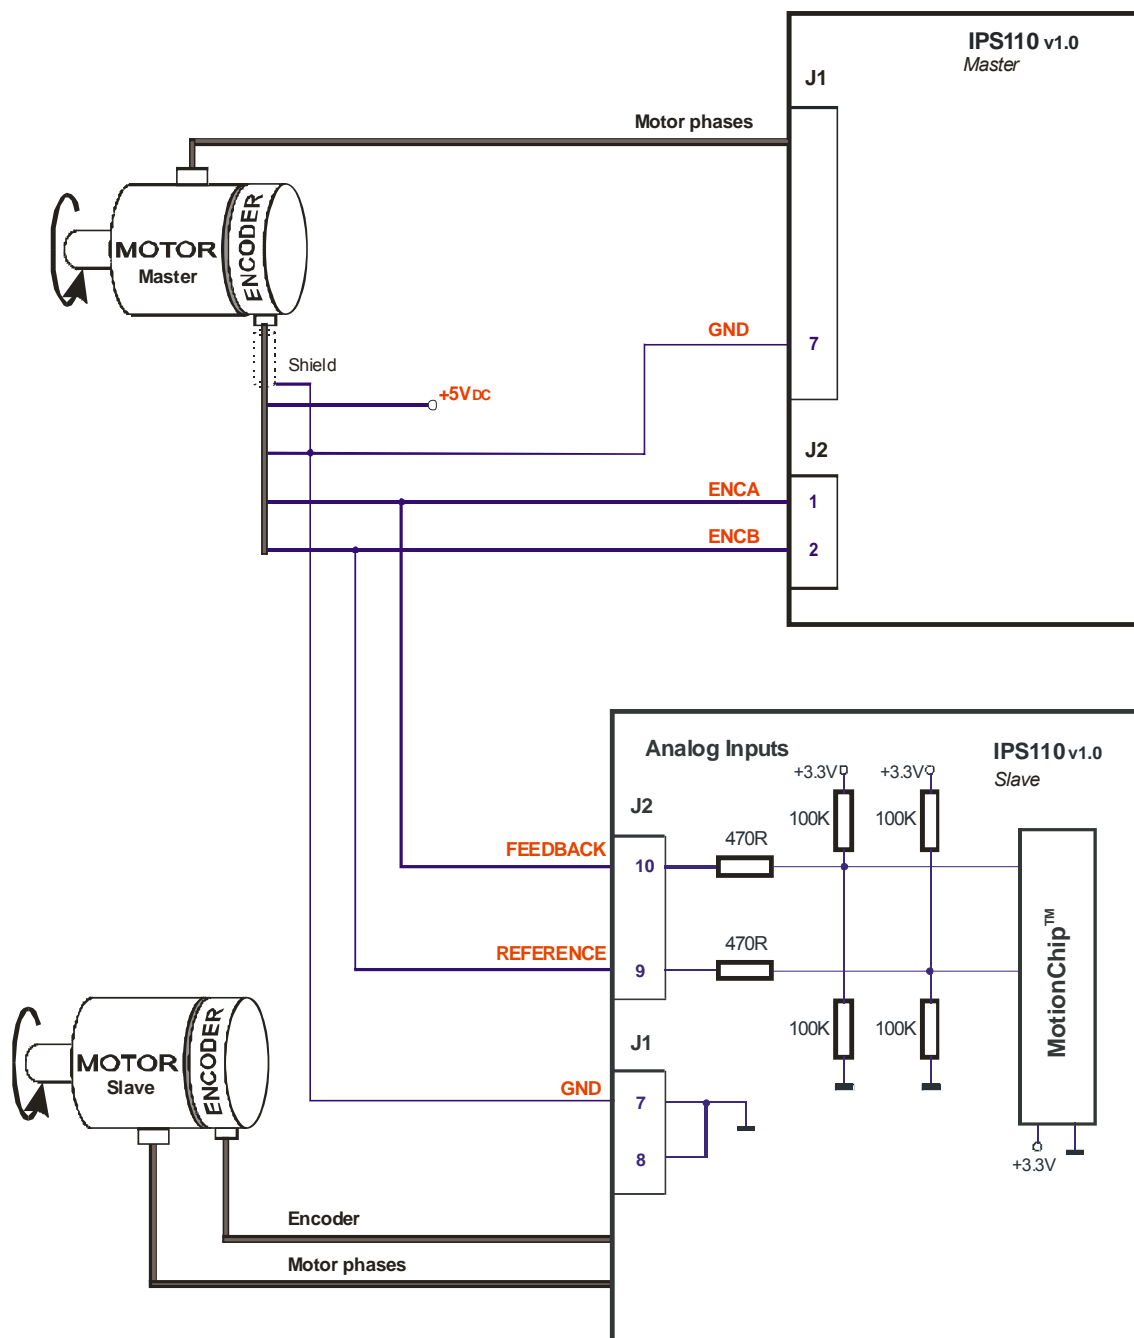 IPS110 v1.0
Master
J1
Motor phases
MOTOR
Master
ENCODER
GND
7
Shield
+5VDC
J2
ENCA
1
ENCB
2
Analog Inputs
IPS110 v1.0
Slave
+3.3V
+3.3V
J2
100K
100K
470R
FEEDBACK
10
470R
REFERENCE
9
MotionChip™
100K
100K
J1
MOTOR
Slave
ENCODER
GND
7
8
+3.3V
Encoder
Motor phases